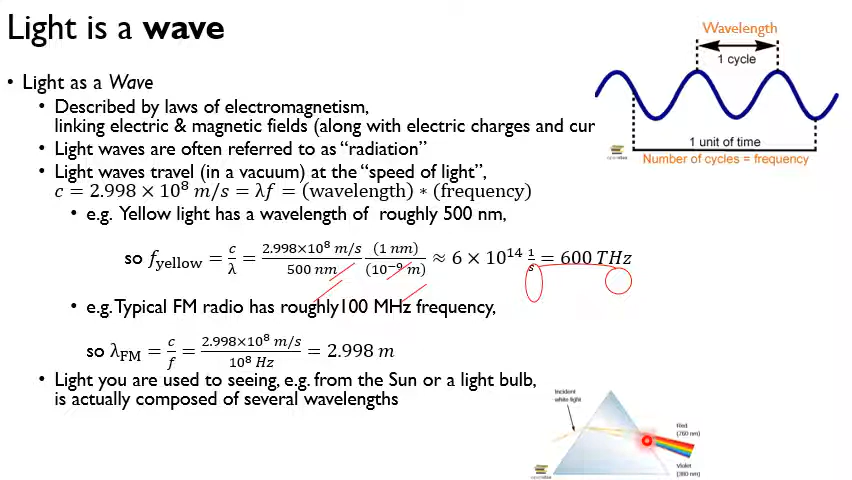 Light is a wave
• Light as a Wave
• Described by laws of electromagnetism,
linking electric & magnetic fields (along with electric charges and cur
• Light waves are often referred to as “radiation”
• Light waves travel (in a vacuum) at the “speed of light”,
c = 2.998 × 10⁸ m/s = λf = (wavelength) ∗ (frequency)
• e.g. Yellow light has a wavelength of roughly 500 nm,
so f_yellow = c/λ = (2.998×10⁸ m/s)/(500 nm) (1 nm)/(10⁻⁹ m) ≈ 6 × 10¹⁴ 1/s = 600 THz
• e.g. Typical FM radio has roughly100 MHz frequency,
so λ_FM = c/f = (2.998×10⁸ m/s)/(10⁸ Hz) = 2.998 m
• Light you are used to seeing, e.g. from the Sun or a light bulb,
is actually composed of several wavelengths
Wavelength
1 cycle
1 unit of time
Number of cycles = frequency
openstax
Incident
white light
Red
(760 nm)
Violet
(380 nm)
openstax